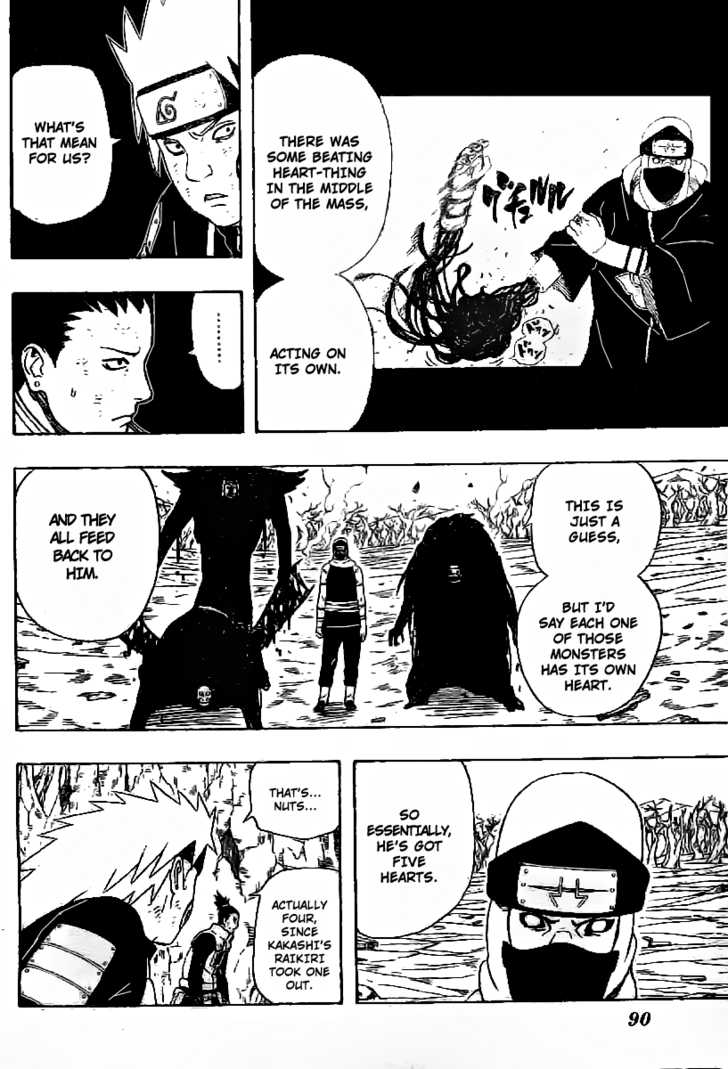 THERE WAS
SOME BEATING
HEART-THING
IN THE MIDDLE
OF THE MASS,
グチュ
ACTING ON
ITS OWN.
WHAT'S
THAT MEAN
FOR US?
........
THIS IS
JUST A
GUESS,
BUT I'D
SAY EACH ONE
OF THOSE
MONSTERS
HAS ITS OWN
HEART.
AND THEY
ALL FEED
BACK TO
HIM.
SO
ESSENTIALLY,
HE'S GOT
FIVE
HEARTS.
THAT'S...
NUTS...
ACTUALLY
FOUR,
SINCE
KAKASHI'S
RAIKIRI
TOOK ONE
OUT.
90